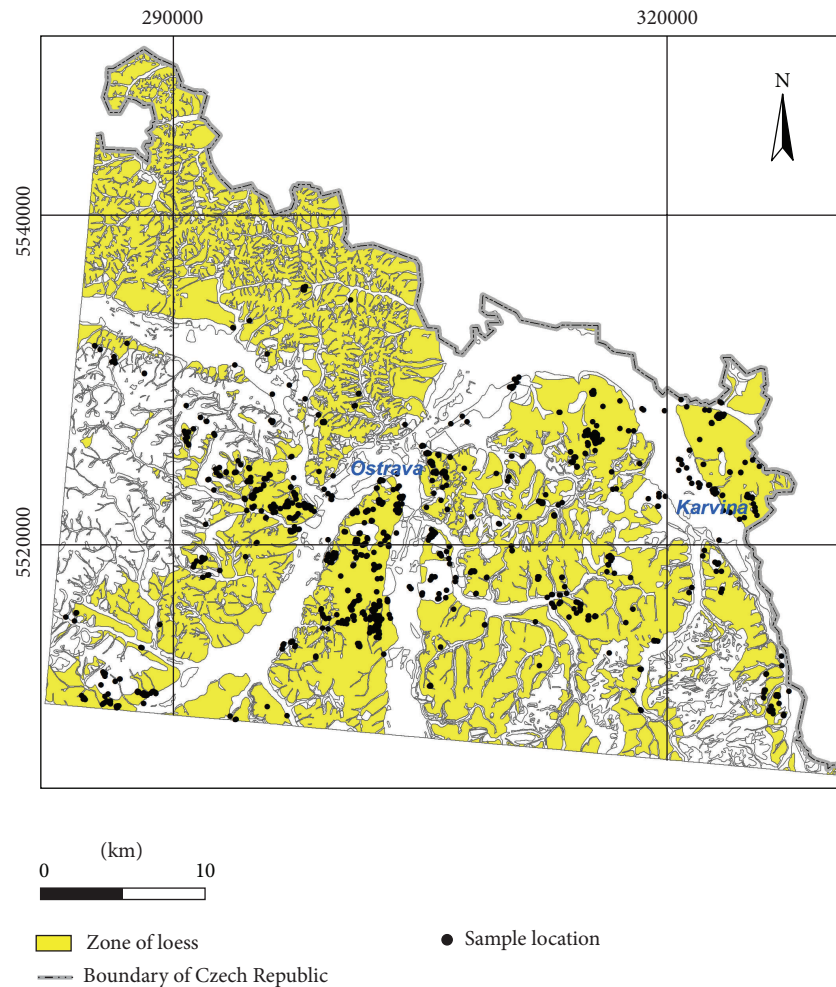 290000 320000
N
5540000
Ostrava
Karvina
5520000
(km)
0 10
Zone of loess
Sample location
Boundary of Czech Republic